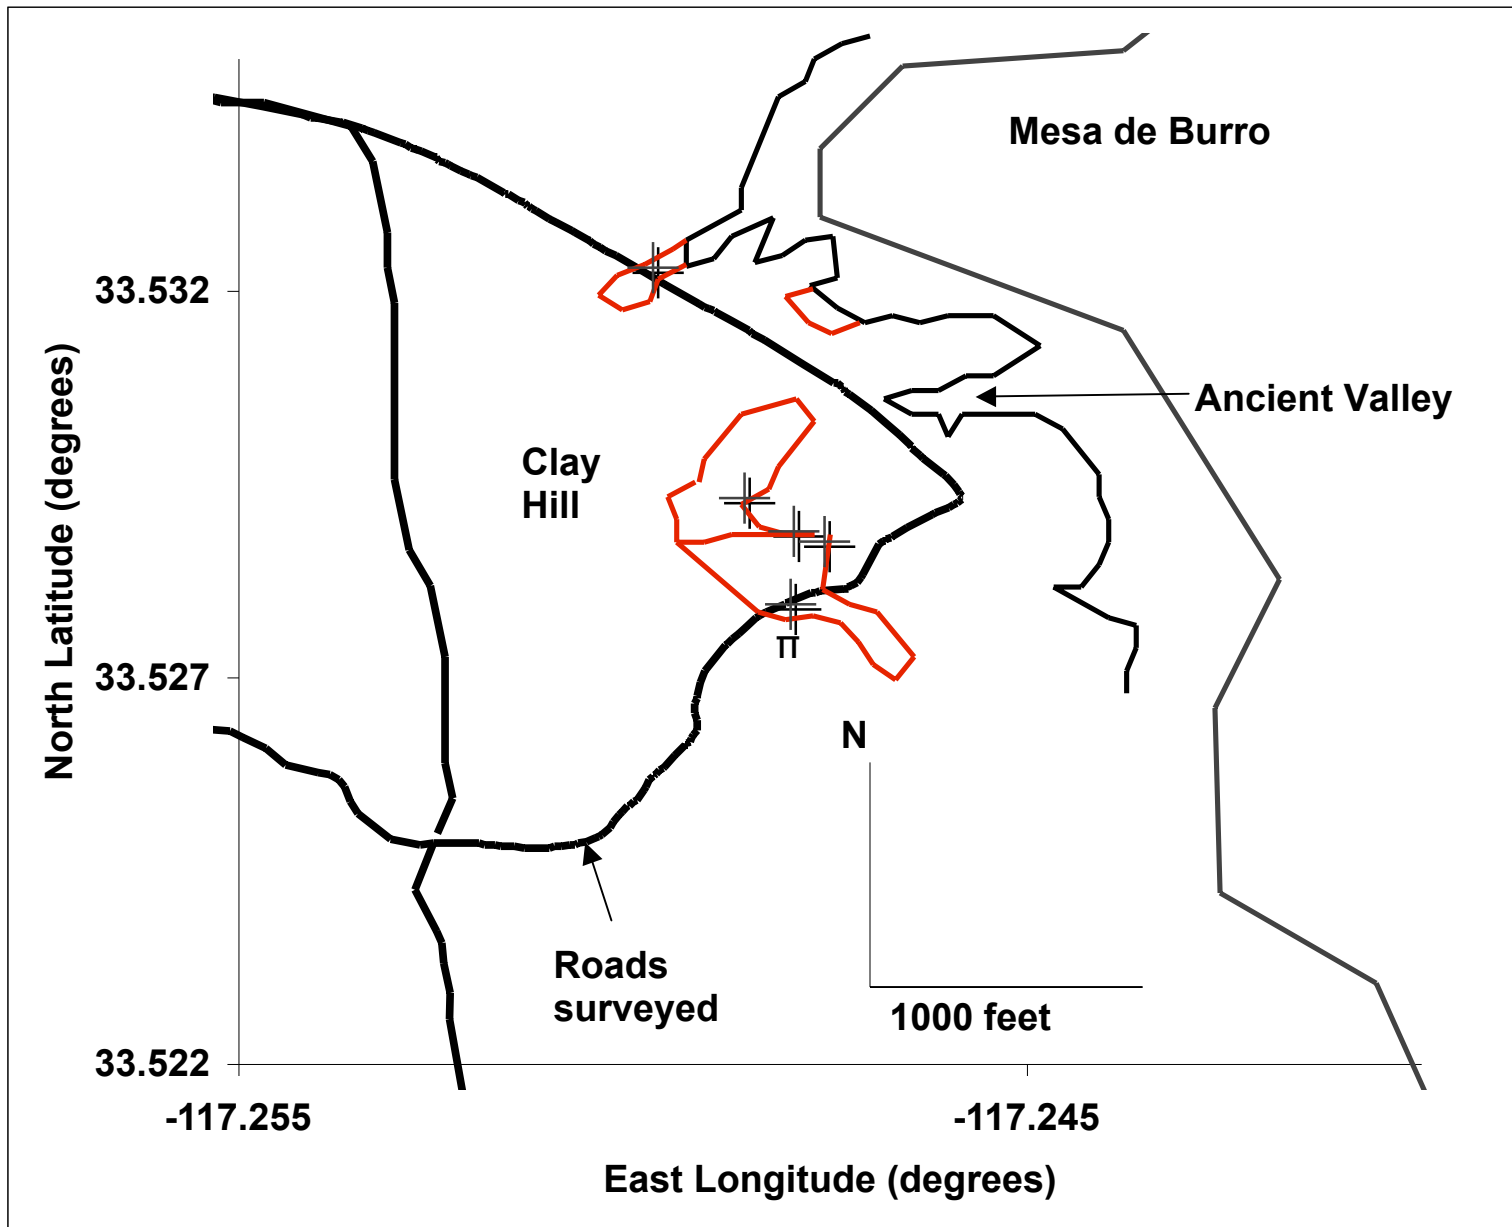 Mesa de Burro
33.532
Ancient Valley
Clay
Hill
North Latitude (degrees)
π
33.527
N
Roads
surveyed
1000 feet
33.522
-117.255
-117.245
East Longitude (degrees)